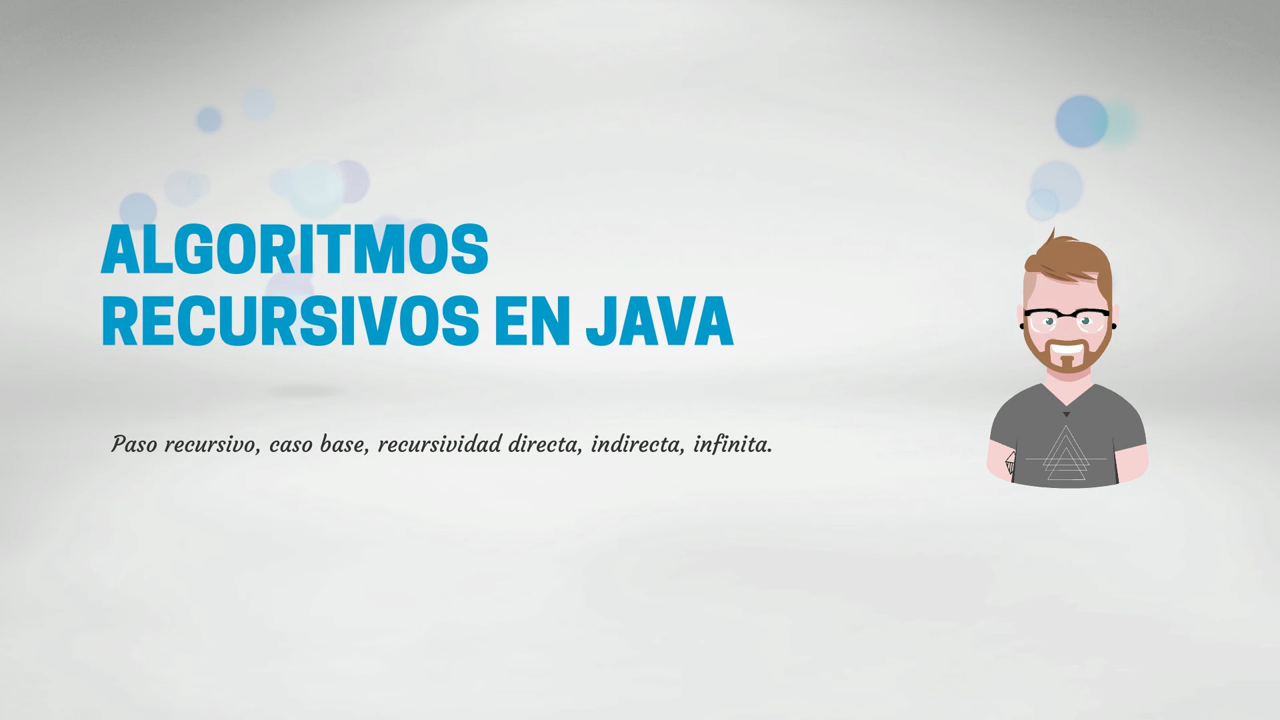 ALGORITMOS
RECURSIVOS EN JAVA
Paso recursivo, caso base, recursividad directa, indirecta, infinita.